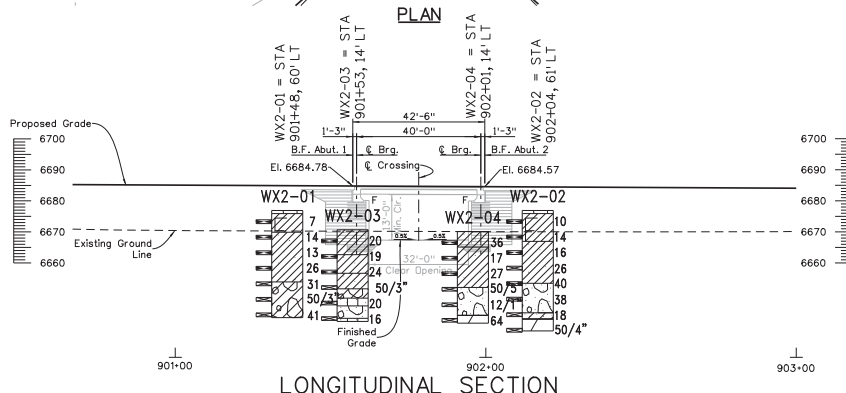 PLAN
WX2-01 = STA
901+48, 60' LT
WX2-03 = STA
901+53, 14' LT
WX2-04 = STA
902+01, 14' LT
WX2-02 = STA
902+04, 61' LT
42'-6"
1'-3" 40'-0" 1'-3"
B.F. Abut. 1 ℄ Brg. ℄ Brg. B.F. Abut. 2
Proposed Grade
El. 6684.78 ℄ Crossing El. 6684.57
6700 6700
6690 6690
6680 6680
6670 6670
6660 6660
WX2-01 F F WX2-02
WX2-03 WX2-04
13'-0"
Min. Clr.
0.5% 0.5%
32'-0"
Clear Opening
Existing Ground
Line
7
14
13
26
31
50/3"
41
20
19
24
50/3"
20
16
36
17
27
50/5
12/1"
64
10
14
16
26
40
38
18
50/4"
Finished
Grade
901+00 902+00 903+00
LONGITUDINAL SECTION